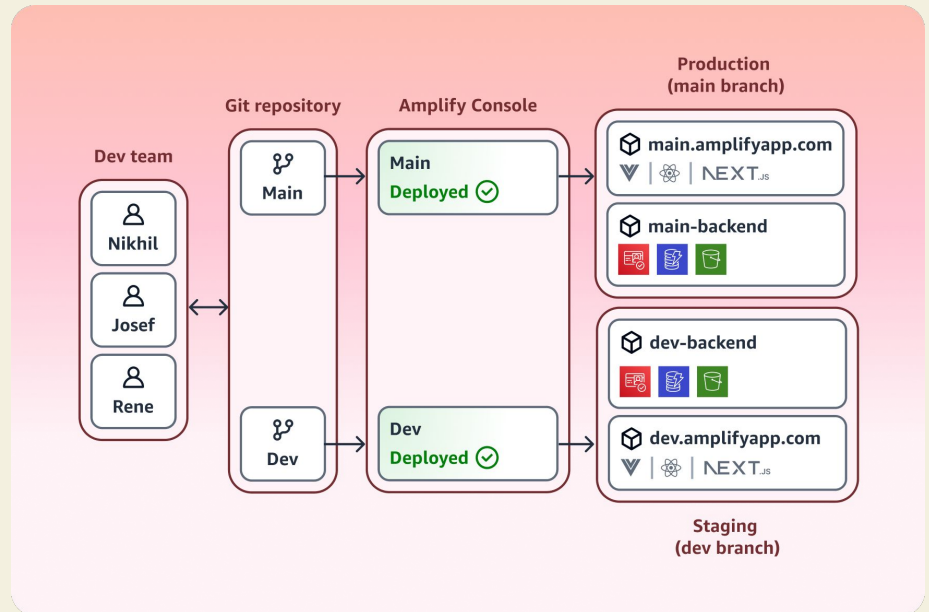 Dev team
Nikhil
Josef
Rene
Git repository
Main
Dev
Amplify Console
Main
Deployed
Dev
Deployed
Production
(main branch)
main.amplifyapp.com
NEXT.JS
main-backend
dev-backend
dev.amplifyapp.com
NEXT.JS
Staging
(dev branch)